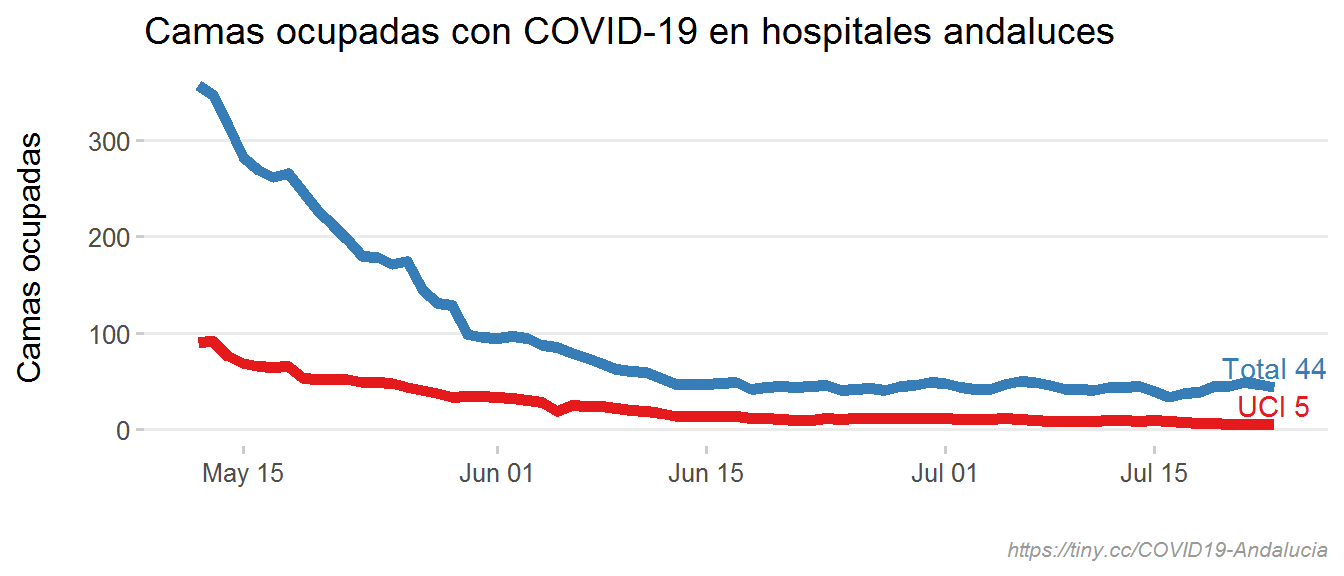 Camas ocupadas con COVID-19 en hospitales andaluces
Camas ocupadas
300
200
100
0
Total 44
UCI 5
May 15
Jun 01
Jun 15
Jul 01
Jul 15
https://tiny.cc/COVID19-Andalucia